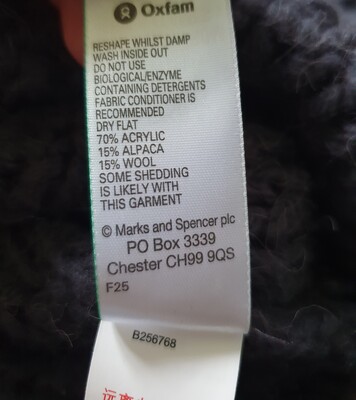 Oxfam
RESHAPE WHILST DAMP
WASH INSIDE OUT
DO NOT USE
BIOLOGICAL/ENZYME
CONTAINING DETERGENTS
FABRIC CONDITIONER IS
RECOMMENDED
DRY FLAT
70% ACRYLIC
15% ALPACA
15% WOOL
SOME SHEDDING
IS LIKELY WITH
THIS GARMENT
© Marks and Spencer plc
PO Box 3339
Chester CH99 9QS
F25
B256768